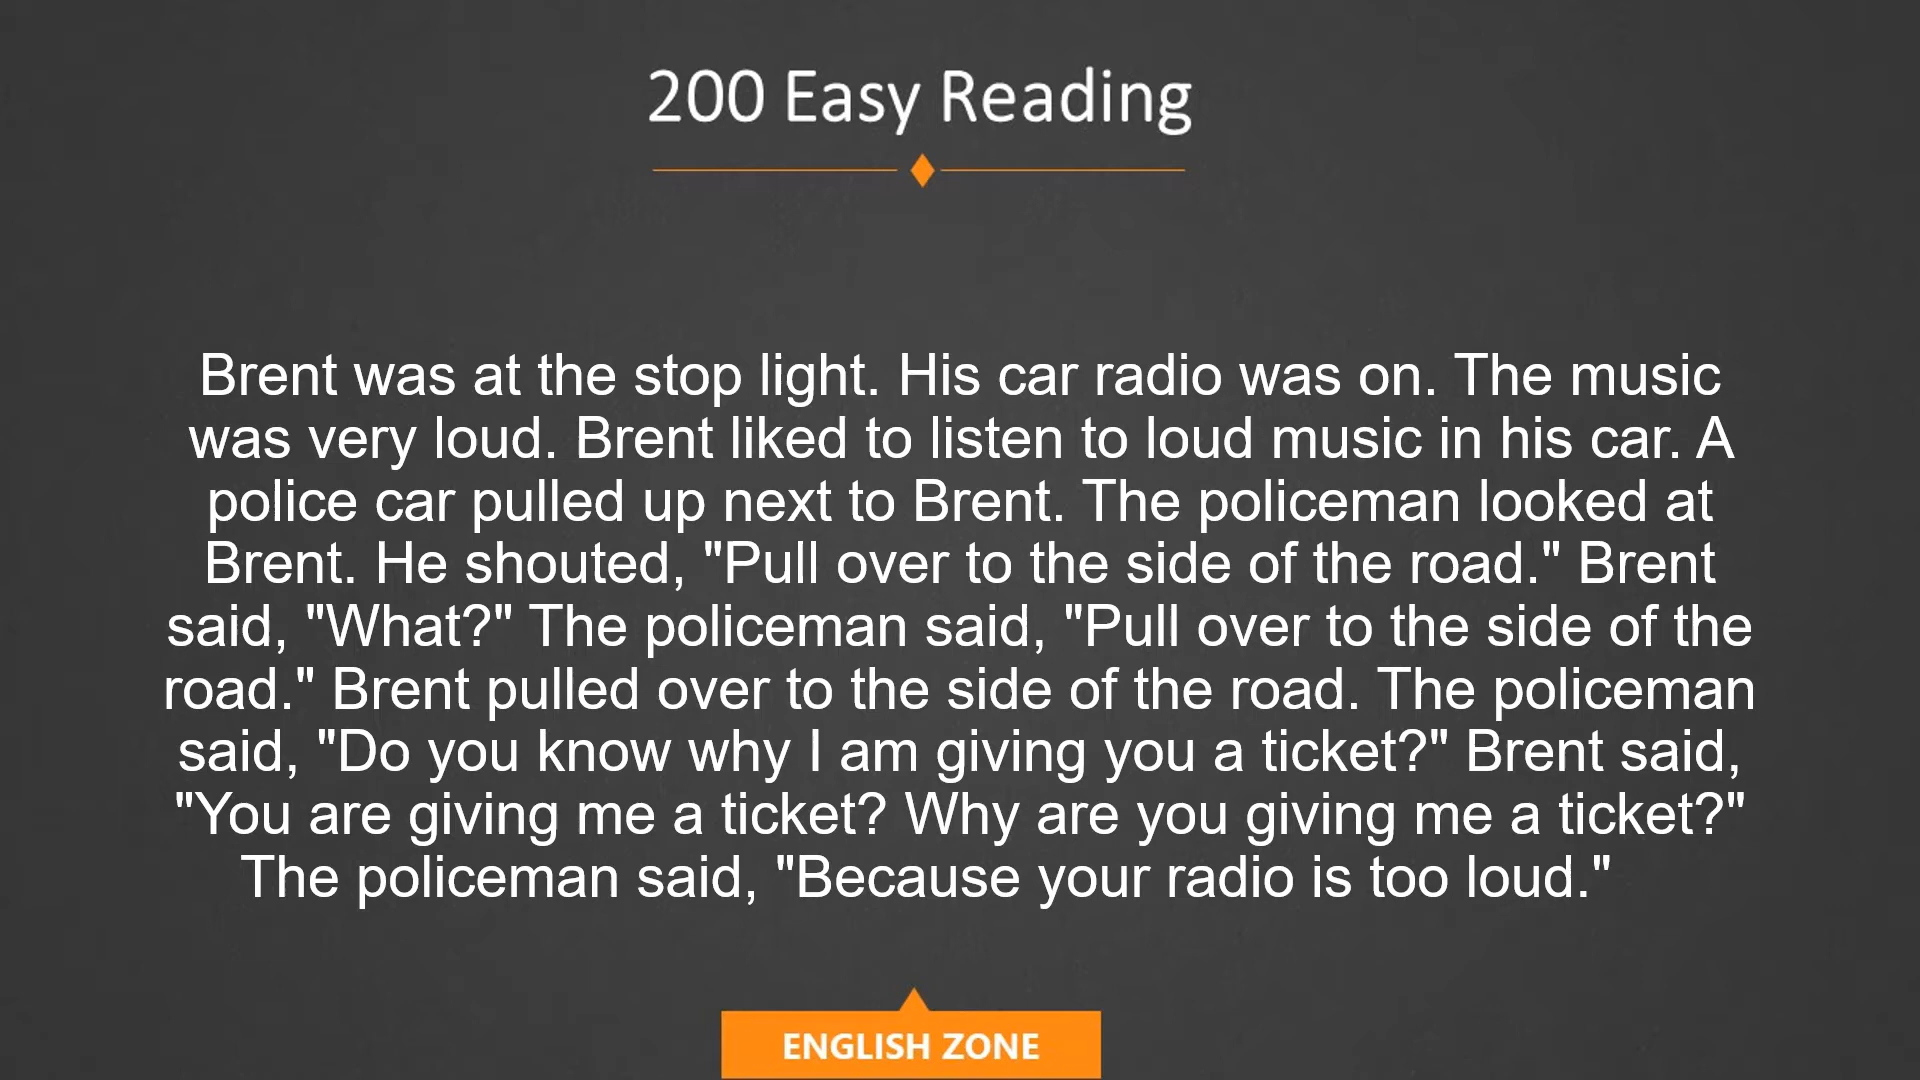 200 Easy Reading
Brent was at the stop light. His car radio was on. The music
was very loud. Brent liked to listen to loud music in his car. A
police car pulled up next to Brent. The policeman looked at
Brent. He shouted, "Pull over to the side of the road." Brent
said, "What?" The policeman said, "Pull over to the side of the
road." Brent pulled over to the side of the road. The policeman
said, "Do you know why I am giving you a ticket?" Brent said,
"You are giving me a ticket? Why are you giving me a ticket?"
The policeman said, "Because your radio is too loud."
ENGLISH ZONE